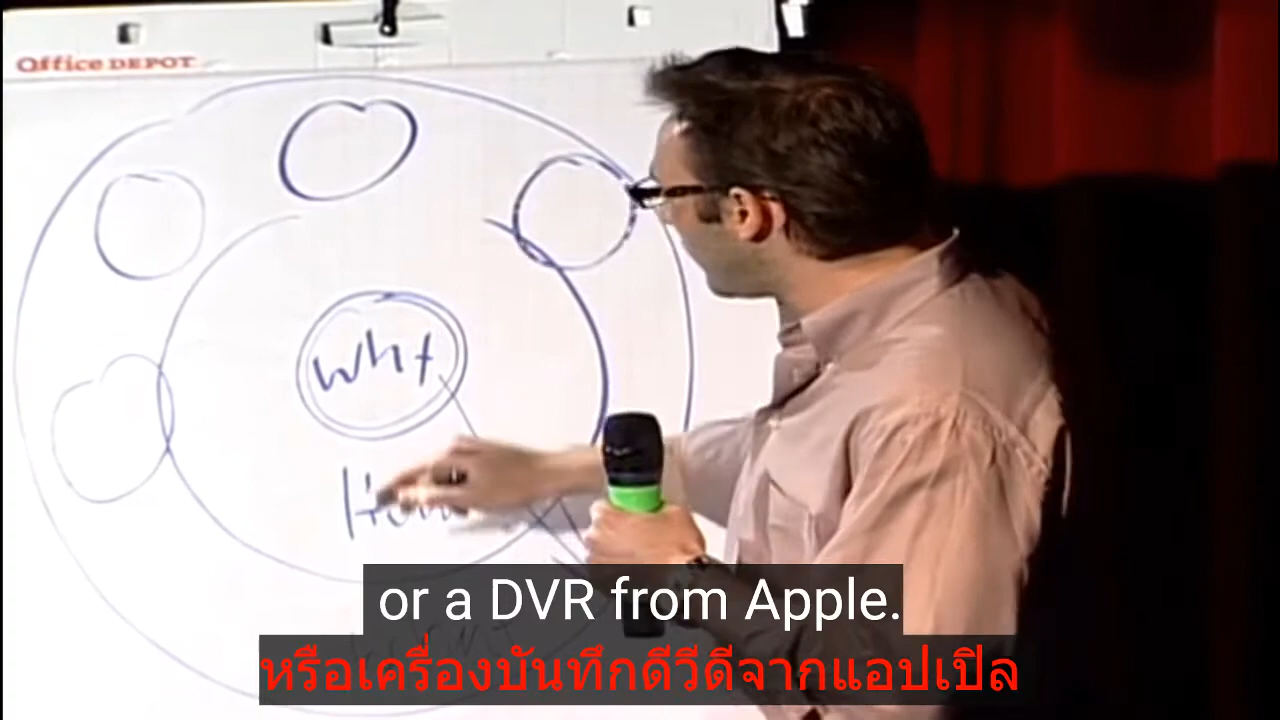 Office DEPOT
Why
How
or a DVR from Apple.
หรือเครื่องบันทึกดีวีดีจากแอปเปิล